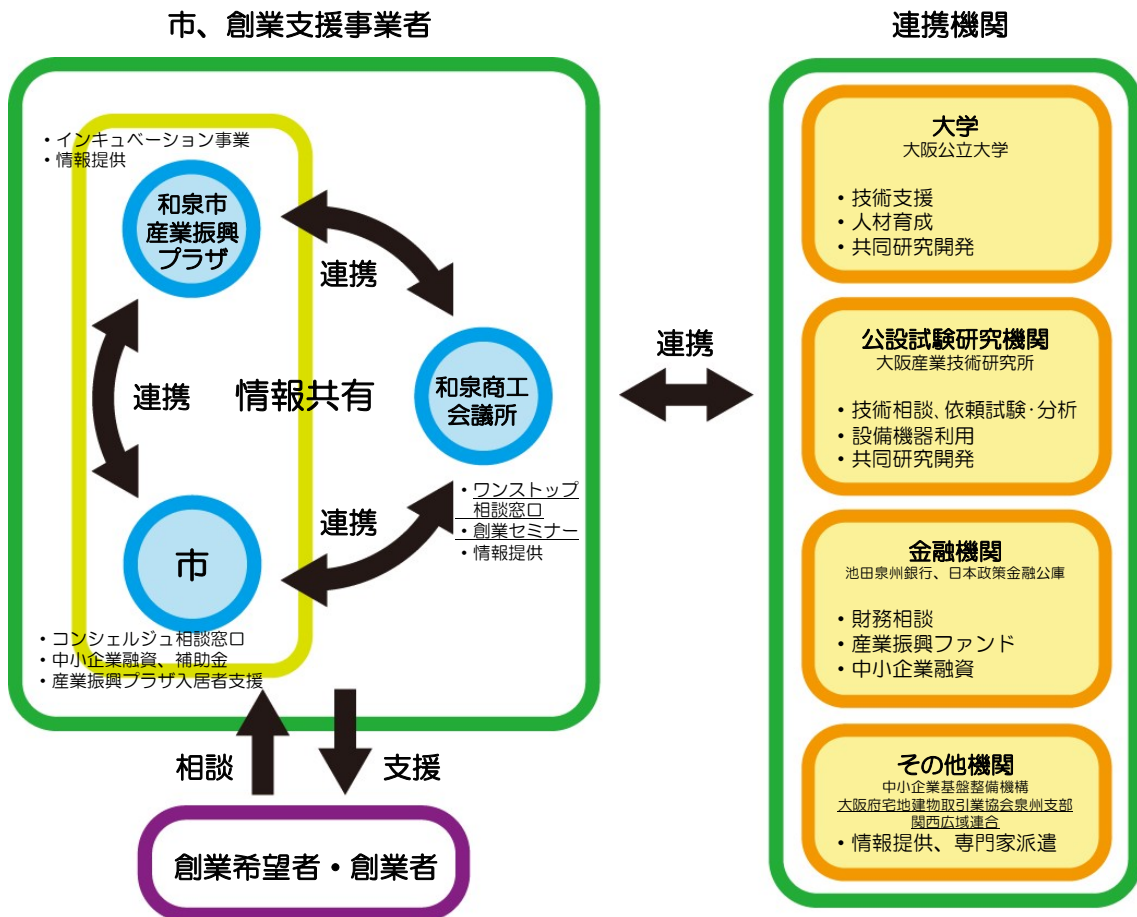 市、創業支援事業者
・インキュベーション事業
・情報提供
和泉市
産業振興
プラザ
連携
連携
情報共有
和泉商工
会議所
・ワンストップ
相談窓口
・創業セミナー
・情報提供
連携
市
・コンシェルジュ相談窓口
・中小企業融資、補助金
・産業振興プラザ入居者支援
相談
支援
創業希望者・創業者
連携
連携機関
大学
大阪公立大学
・技術支援
・人材育成
・共同研究開発
公設試験研究機関
大阪産業技術研究所
・技術相談、依頼試験・分析
・設備機器利用
・共同研究開発
金融機関
池田泉州銀行、日本政策金融公庫
・財務相談
・産業振興ファンド
・中小企業融資
その他機関
中小企業基盤整備機構
大阪府宅地建物取引業協会泉州支部
関西広域連合
・情報提供、専門家派遣